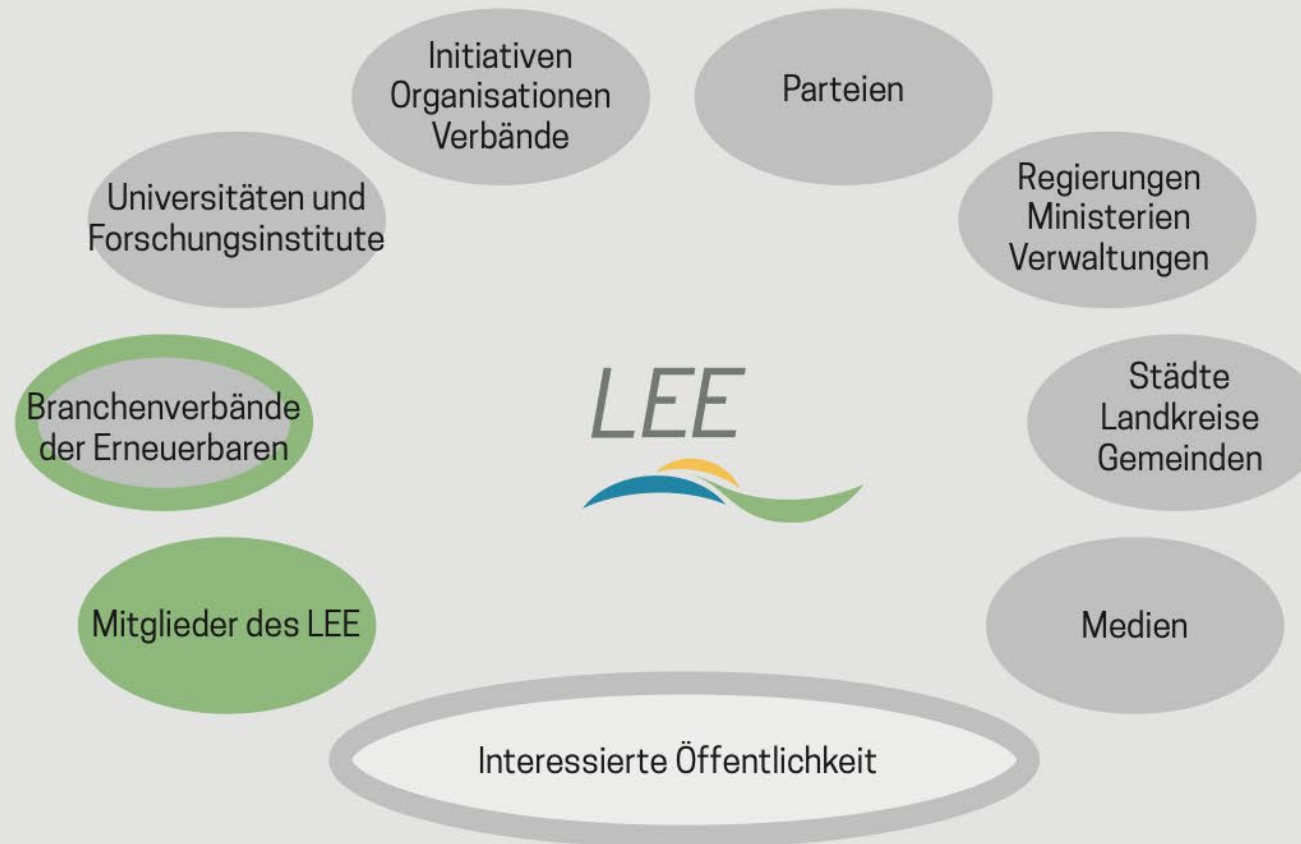 Initiativen
Organisationen
Verbände
Parteien
Universitäten und
Forschungsinstitute
Regierungen
Ministerien
Verwaltungen
Branchenverbände
der Erneuerbaren
LEE
Städte
Landkreise
Gemeinden
Mitglieder des LEE
Medien
Interessierte Öffentlichkeit